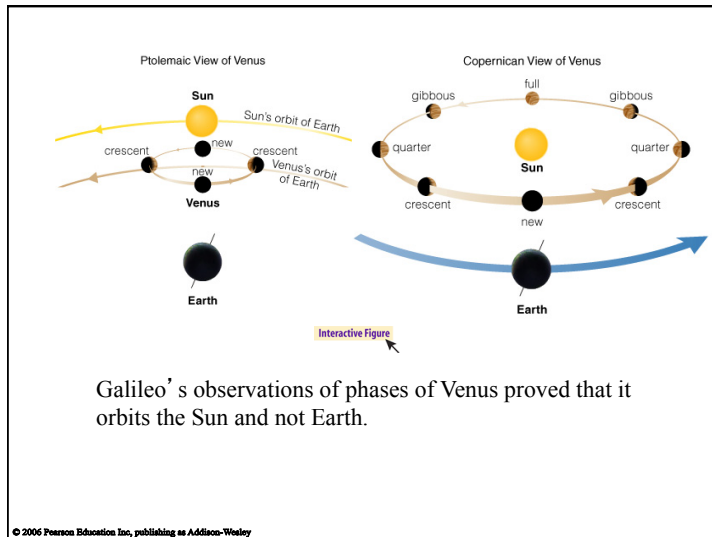 Ptolemaic View of Venus
Sun
Sun's orbit of Earth
new
crescent
crescent
new
Venus's orbit
of Earth
Venus
Earth
Copernican View of Venus
full
gibbous
gibbous
quarter
quarter
Sun
crescent
crescent
new
Earth
Interactive Figure
Galileo's observations of phases of Venus proved that it
orbits the Sun and not Earth.
© 2006 Pearson Education Inc, publishing as Addison-Wesley